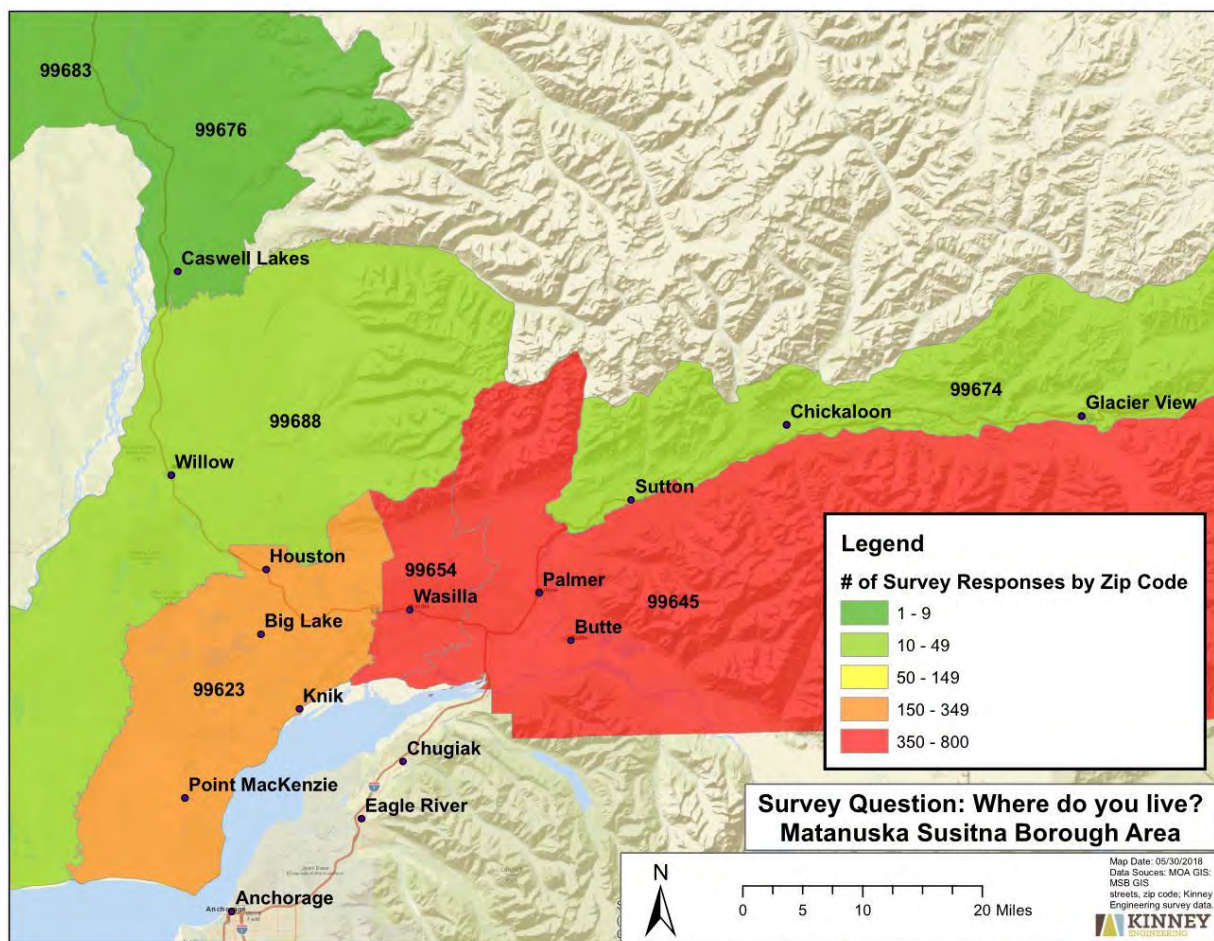 99683
99676
Caswell Lakes
99688
99674
Chickaloon
Glacier View
Willow
Sutton
Houston
99654
Palmer
99645
Wasilla
Big Lake
Butte
99623
Knik
Chugiak
Point MacKenzie
Eagle River
Anchorage
Anchorage
Legend
# of Survey Responses by Zip Code
1 - 9
10 - 49
50 - 149
150 - 349
350 - 800
Survey Question: Where do you live?
Matanuska Susitna Borough Area
N
0 5 10 20 Miles
Map Date: 05/30/2018
Data Souces: MOA GIS:
MSB GIS
streets, zip code; Kinney
Engineering survey data.
KINNEY
ENGINEERING